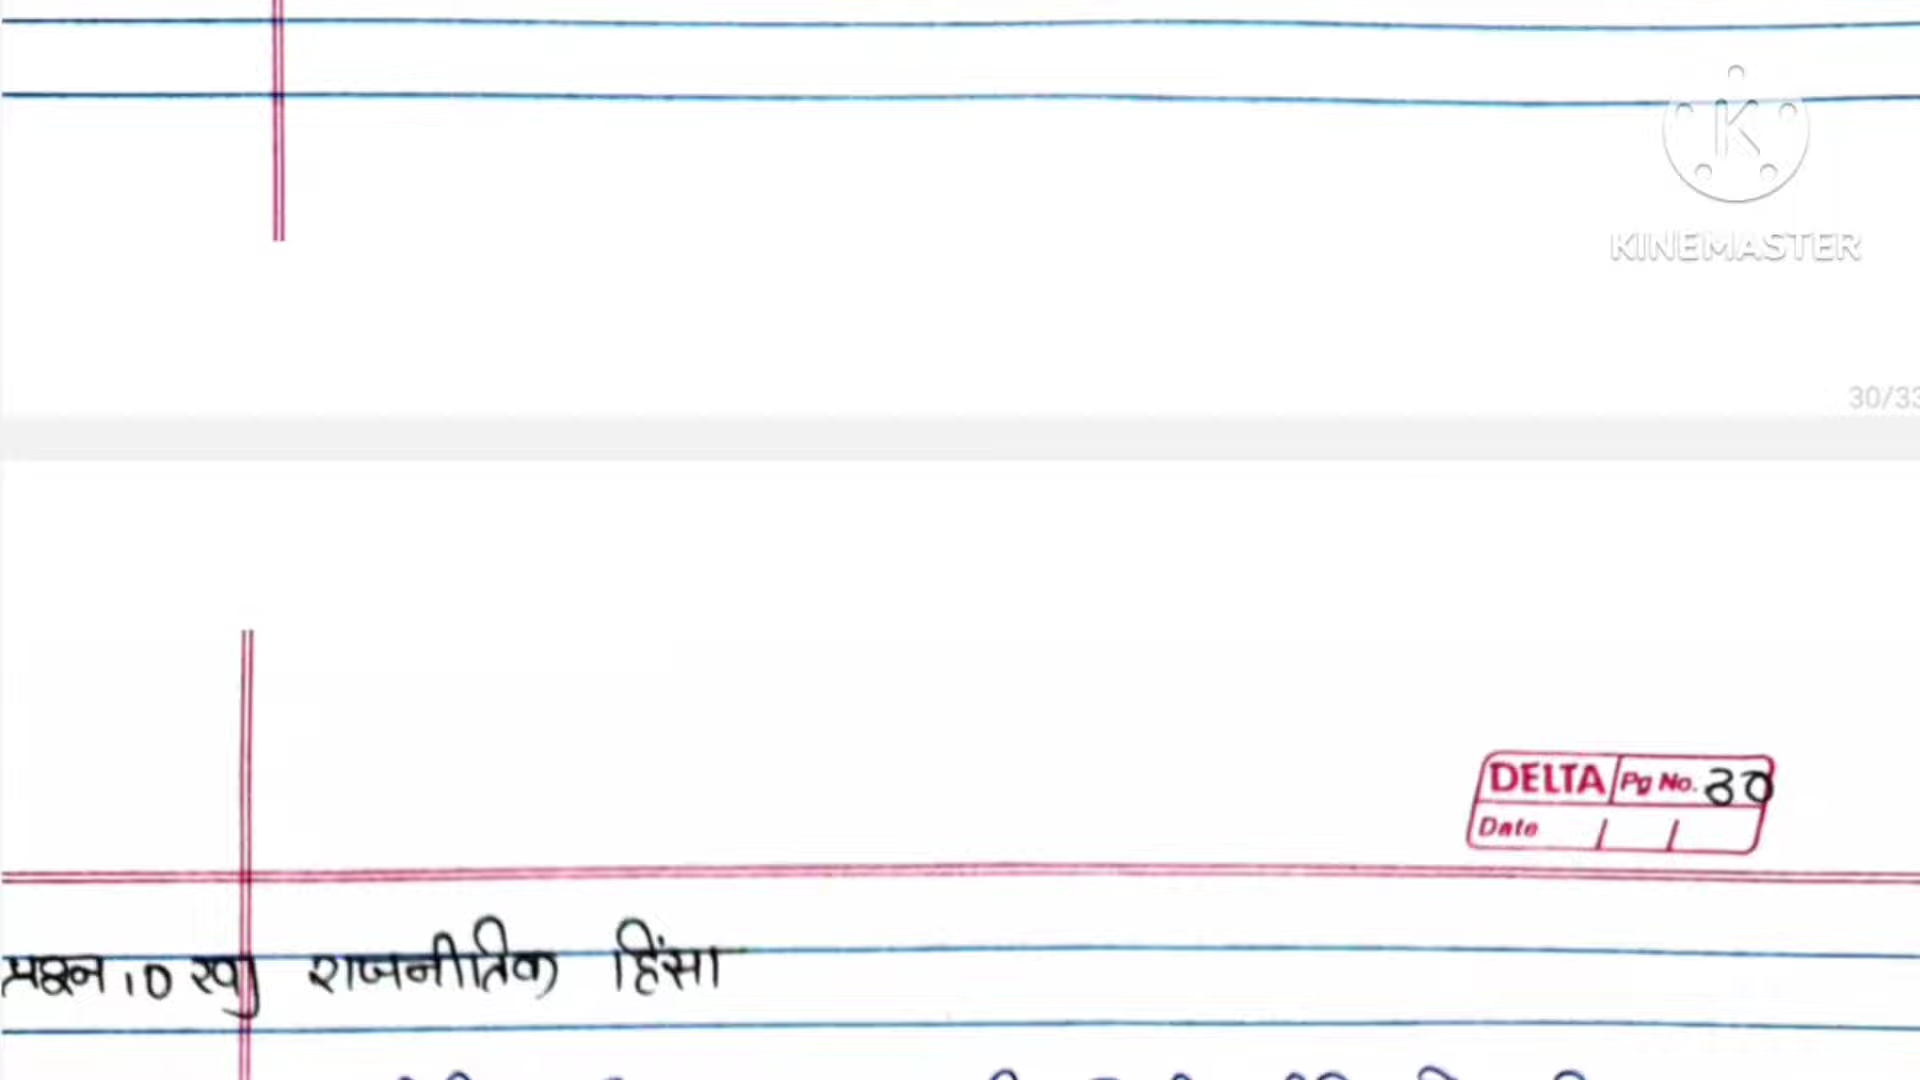 K
KINEMASTER
30/33
DELTA Pg No. 30
Date / /
प्रश्न 10 ख) राजनीतिक हिंसा